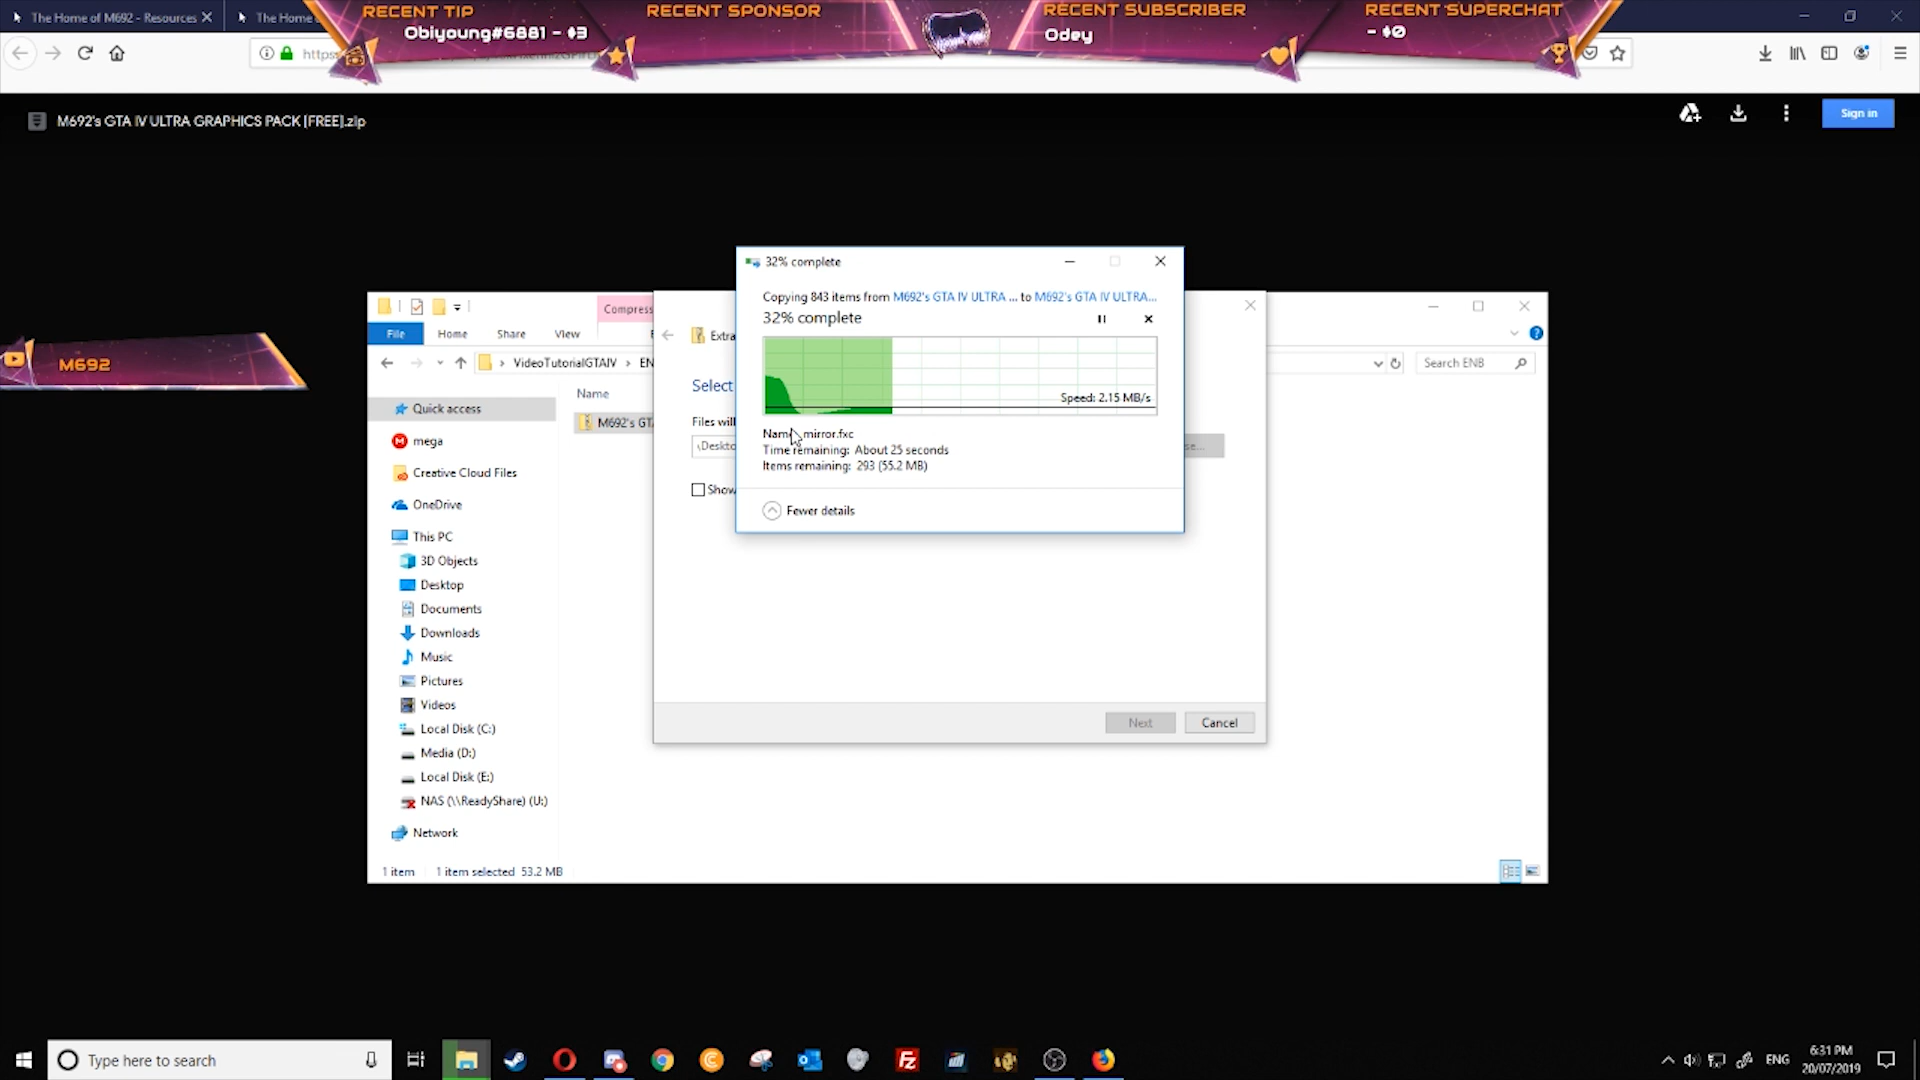 The Home of M692 - Resources
The Home
RECENT TIP
Obiyoung#6881 - $3
RECENT SPONSOR
RECENT SUBSCRIBER
Odey
RECENT SUPERCHAT
- $0
https
M692's GTA IV ULTRA GRAPHICS PACK [FREE].zip
Sign in
M692
32% complete
Copying 843 items from M692's GTA IV ULTRA ... to M692's GTA IV ULTRA...
32% complete
Speed: 2.15 MB/s
Name: mirror.fxc
Time remaining: About 25 seconds
Items remaining: 293 (55.2 MB)
Fewer details
Compress
File
Home
Share
View
Extra
VideoTutorialGTAIV
EN
Search ENB
Name
M692's GT
Select
Files will
\Deskto
Show
Next
Cancel
Quick access
mega
Creative Cloud Files
OneDrive
This PC
3D Objects
Desktop
Documents
Downloads
Music
Pictures
Videos
Local Disk (C:)
Media (D:)
Local Disk (E:)
NAS (\\ReadyShare) (U:)
Network
1 item
1 item selected 53.2 MB
Type here to search
ENG
6:31 PM
20/07/2019